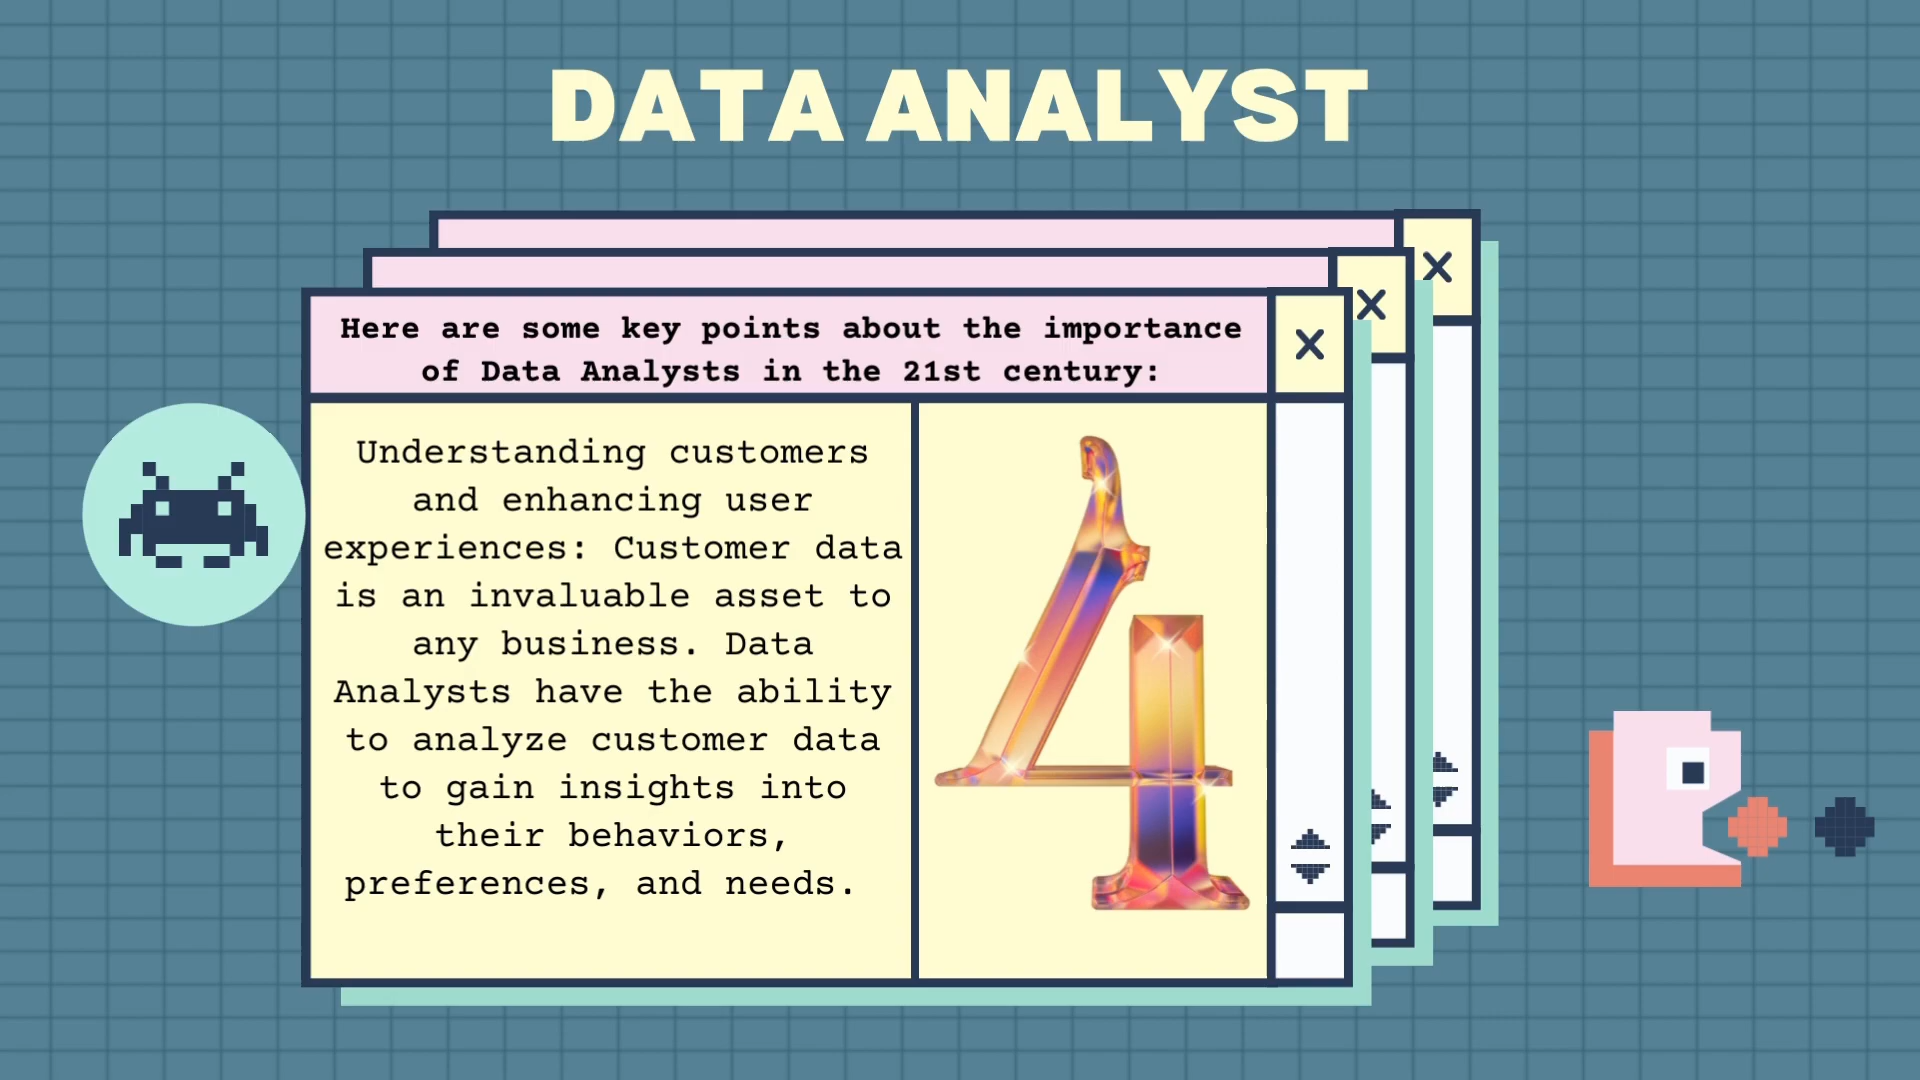 DATA ANALYST
Here are some key points about the importance
of Data Analysts in the 21st century:
Understanding customers
and enhancing user
experiences: Customer data
is an invaluable asset to
any business. Data
Analysts have the ability
to analyze customer data
to gain insights into
their behaviors,
preferences, and needs.
4